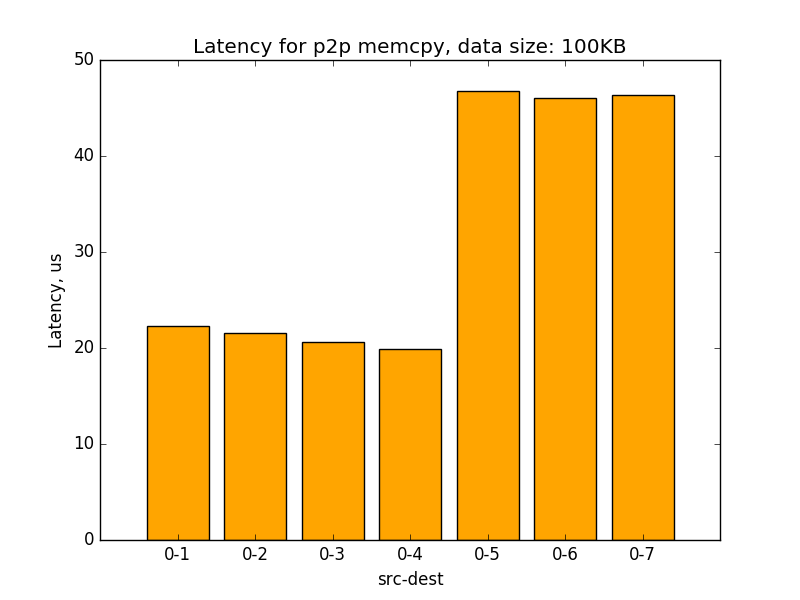 Latency for p2p memcpy, data size: 100KB
50
40
30
20
10
0
Latency, us
0-1 0-2 0-3 0-4 0-5 0-6 0-7
src-dest